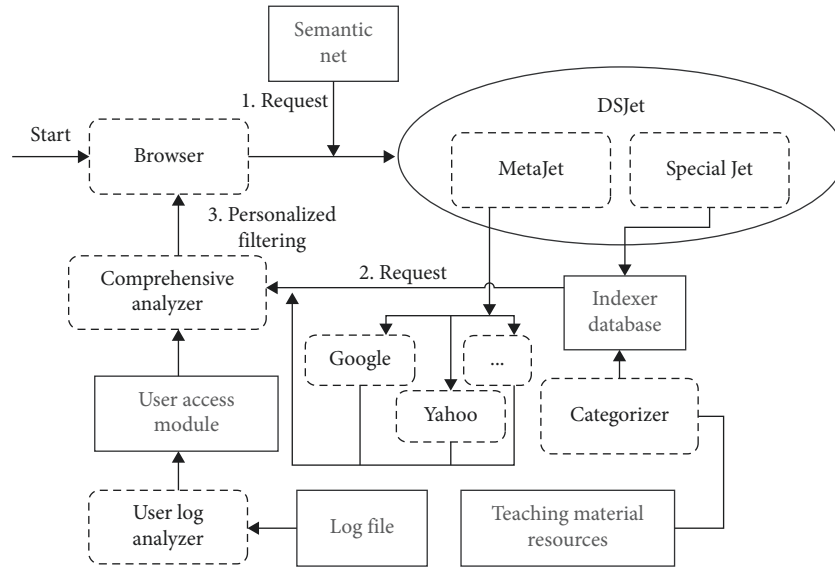 Semantic
net
1. Request
DSJet
Start
Browser
MetaJet
Special Jet
3. Personalized
filtering
Comprehensive
analyzer
2. Request
Indexer
database
Google
...
User access
module
Yahoo
Categorizer
User log
analyzer
Log file
Teaching material
resources